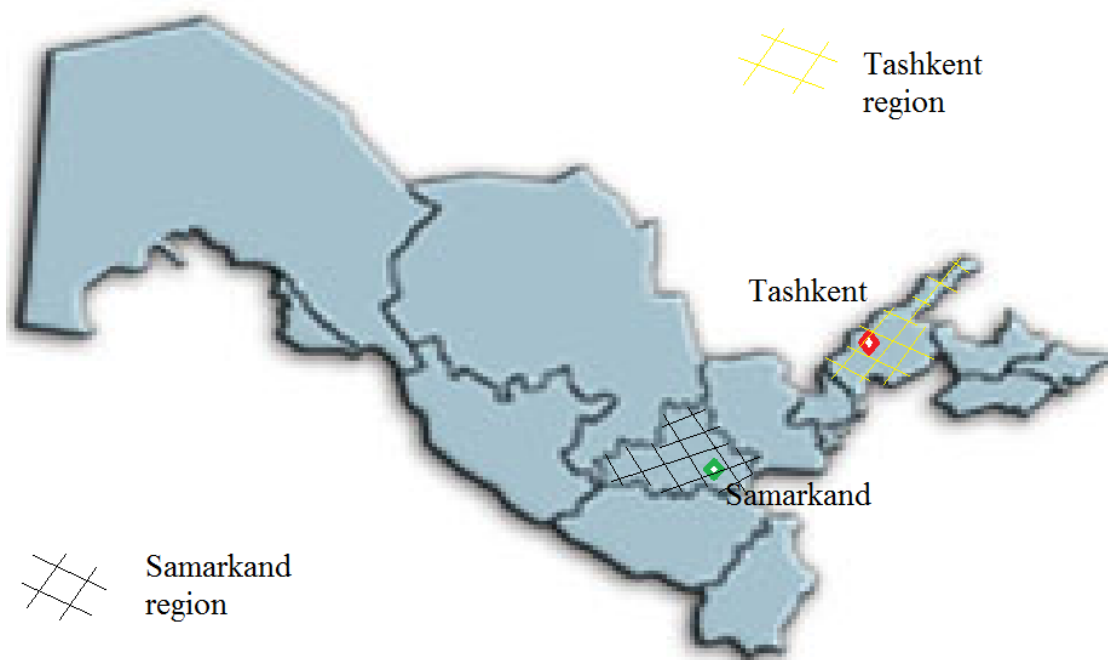 Tashkent
region
Tashkent
Samarkand
Samarkand
region